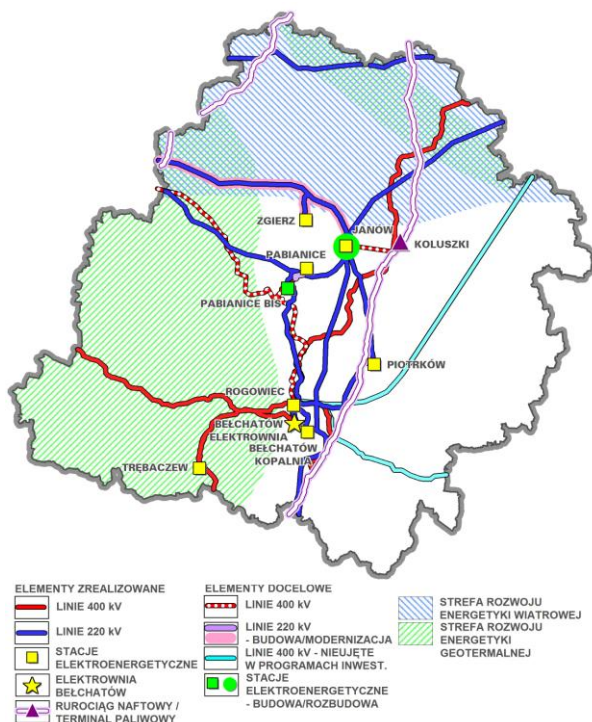 ZGIERZ
JANÓW
KOLUSZKI
PABIANICE
PABIANICE BIS
PIOTRKÓW
ROGOWIEC
BEŁCHATÓW
ELEKTROWNIA
BEŁCHATÓW
KOPALNIA
TRĘBACZEW
ELEMENTY ZREALIZOWANE
LINIE 400 kV
LINIE 220 kV
STACJE
ELEKTROENERGETYCZNE
ELEKTROWNIA
BEŁCHATÓW
RUROCIĄG NAFTOWY /
TERMINAL PALIWOWY
ELEMENTY DOCELOWE
LINIE 400 kV
LINIE 220 kV
- BUDOWA/MODERNIZACJA
LINIE 400 kV - NIEUJĘTE
W PROGRAMACH INWEST.
STACJE
ELEKTROENERGETYCZNE
- BUDOWA/ROZBUDOWA
STREFA ROZWOJU
ENERGETYKI WIATROWEJ
STREFA ROZWOJU
ENERGETYKI
GEOTERMALNEJ